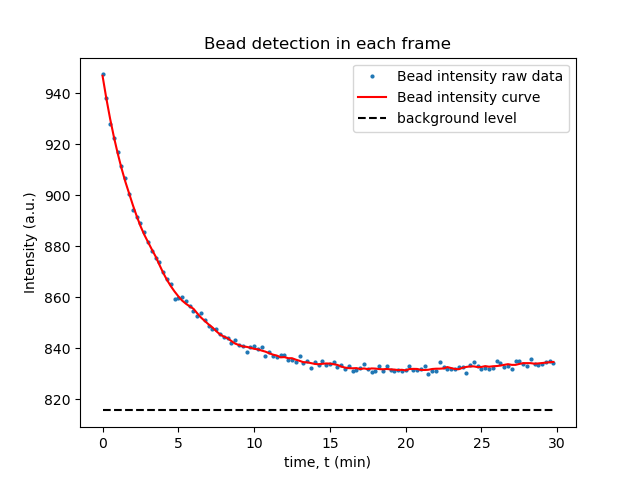 Bead detection in each frame
Bead intensity raw data
Bead intensity curve
background level
Intensity (a.u.)
940
920
900
880
860
840
820
0 5 10 15 20 25 30
time, t (min)